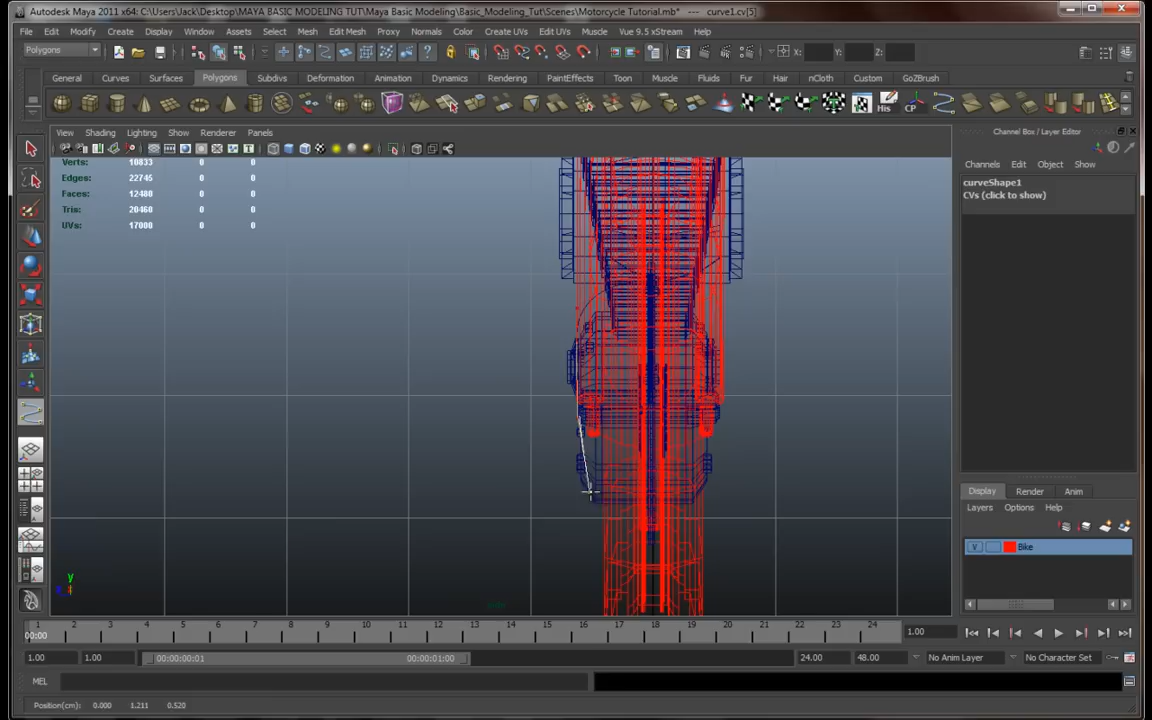 Autodesk Maya 2011 x64: C:\Users\Jack\Desktop\MAYA BASIC MODELING TUT\Maya Basic Modeling\Basic_Modeling_Tut\Scenes\Motorcycle Tutorial.mb* --- curve1.cv[5]
File Edit Modify Create Display Window Assets Select Mesh Edit Mesh Proxy Normals Color Create UVs Edit UVs Muscle Vue 9.5 xStream Help
Polygons X: Y: Z:
General Curves Surfaces Polygons Subdivs Deformation Animation Dynamics Rendering PaintEffects Toon Muscle Fluids Fur Hair nCloth Custom GoZBrush
His CP
View Shading Lighting Show Renderer Panels
Channel Box / Layer Editor
Channels Edit Object Show
Verts: 10833 0 0
Edges: 22745 0 0
Faces: 12480 0 0
Tris: 20460 0 0
UVs: 17000 0 0
curveShape1
CVs (click to show)
Display Render Anim
Layers Options Help
V Bike
y
1 2 3 4 5 6 7 8 9 10 11 12 13 14 15 16 17 18 19 20 21 22 23 24
00:00 1.00
1.00 1.00 00:00:00:01 00:00:01:00 24.00 48.00 No Anim Layer No Character Set
MEL
Position(cm): 0.000 1.211 0.520